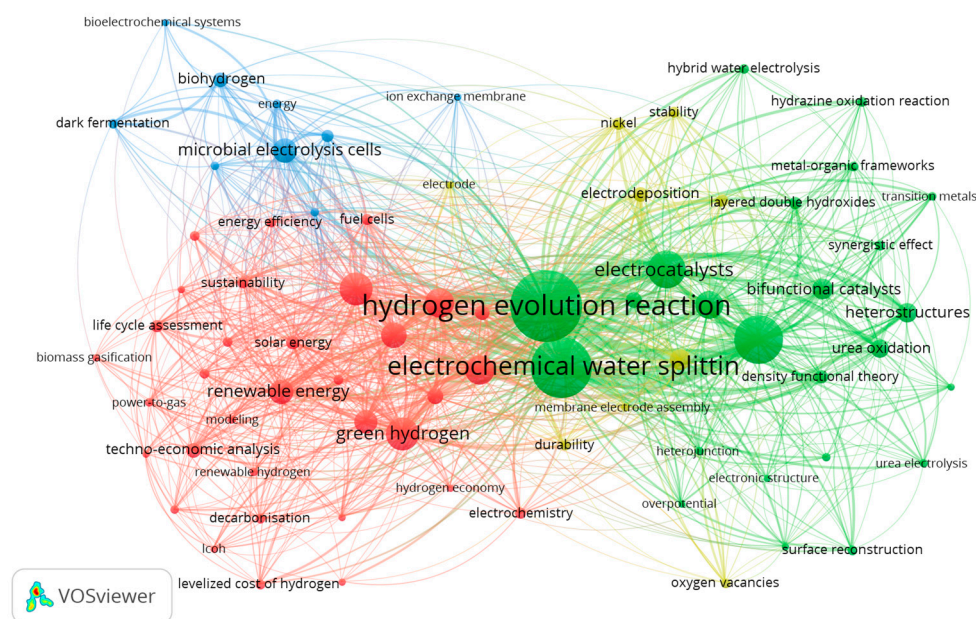 bioelectrochemical systems
hybrid water electrolysis
biohydrogen
energy
ion exchange membrane
hydrazine oxidation reaction
dark fermentation
nickel
stability
microbial electrolysis cells
metal-organic frameworks
electrode
electrodeposition
layered double hydroxides
transition metals
energy efficiency
fuel cells
synergistic effect
electrocatalysts
sustainability
bifunctional catalysts
hydrogen evolution reaction
heterostructures
life cycle assessment
solar energy
urea oxidation
biomass gasification
electrochemical water splittin
density functional theory
renewable energy
power-to-gas
membrane electrode assembly
modeling
green hydrogen
durability
techno-economic analysis
heterojunction
urea electrolysis
renewable hydrogen
electronic structure
hydrogen economy
overpotential
decarbonisation
electrochemistry
lcoh
surface reconstruction
levelized cost of hydrogen
oxygen vacancies
VOSviewer